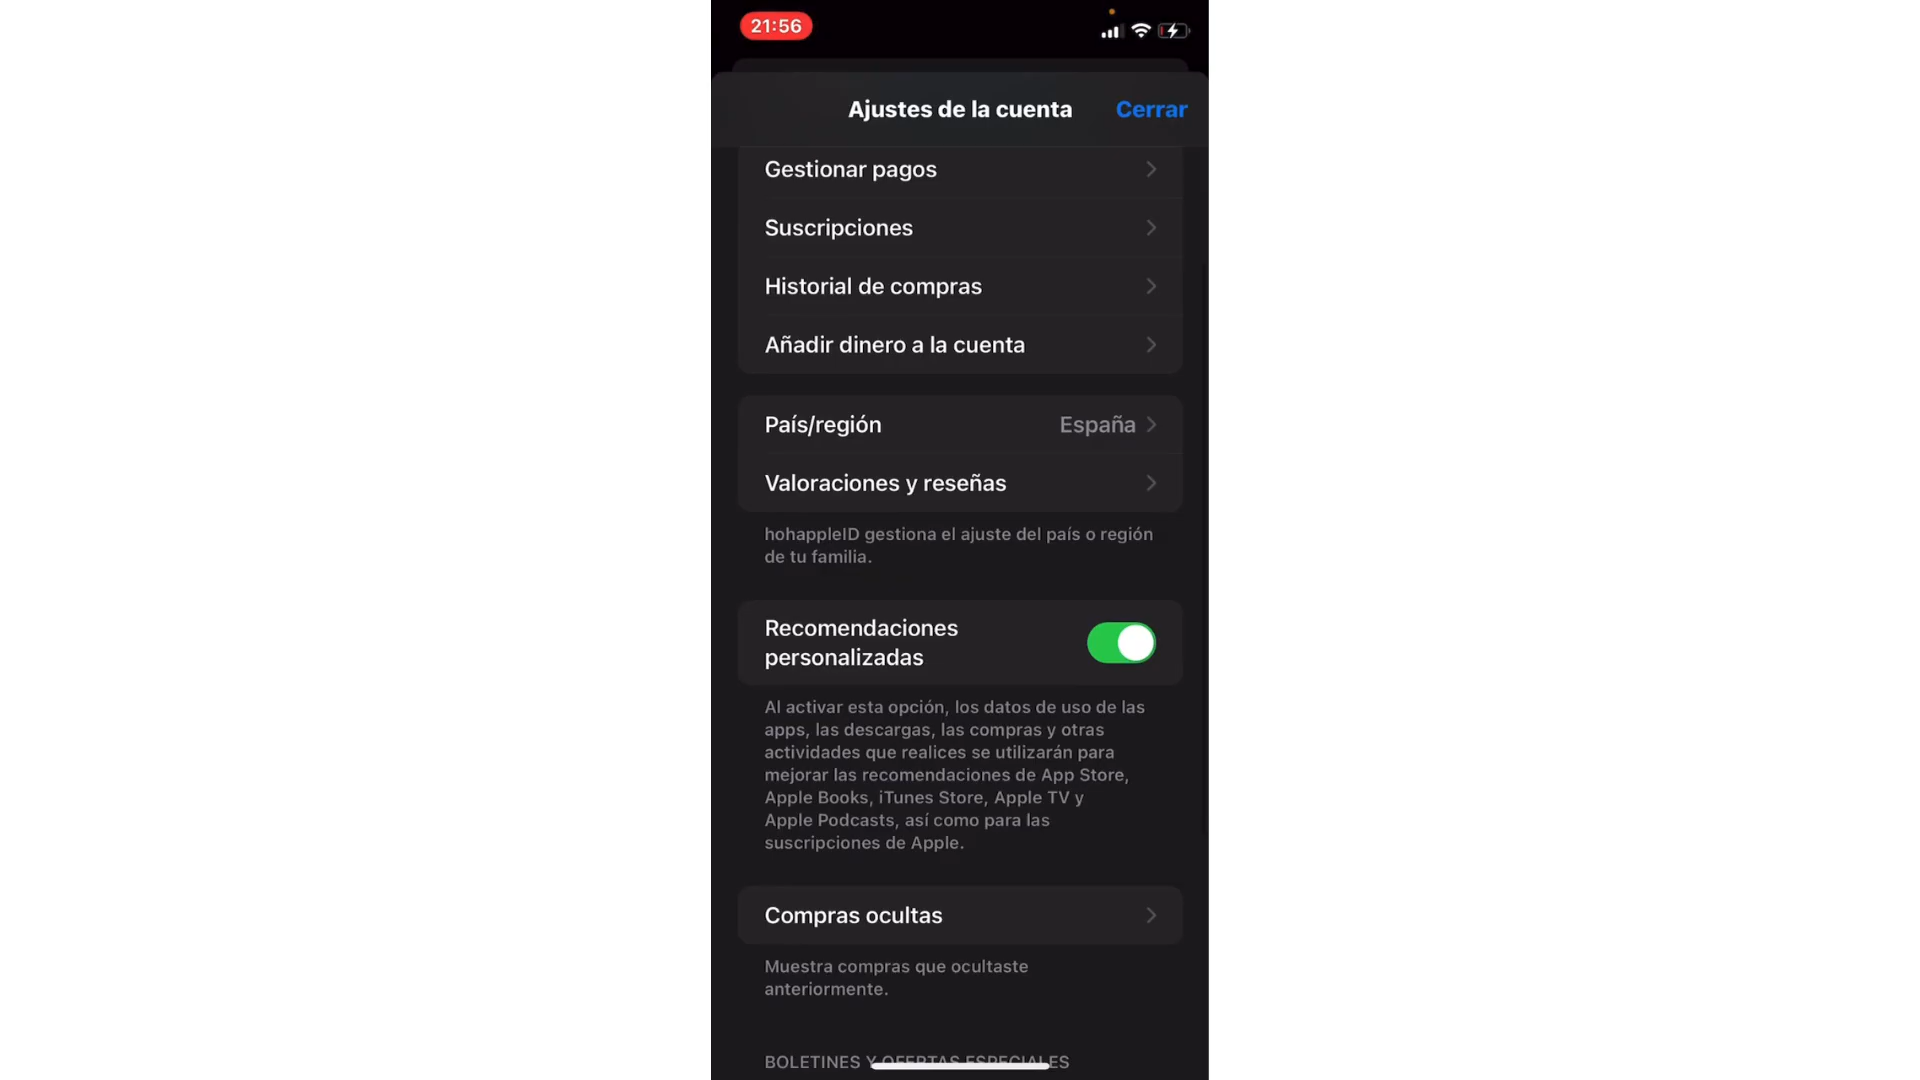 21:56
Ajustes de la cuenta
Cerrar
Gestionar pagos
Suscripciones
Historial de compras
Añadir dinero a la cuenta
País/región España
Valoraciones y reseñas
hohappleID gestiona el ajuste del país o región
de tu familia.
Recomendaciones
personalizadas
Al activar esta opción, los datos de uso de las
apps, las descargas, las compras y otras
actividades que realices se utilizarán para
mejorar las recomendaciones de App Store,
Apple Books, iTunes Store, Apple TV y
Apple Podcasts, así como para las
suscripciones de Apple.
Compras ocultas
Muestra compras que ocultaste
anteriormente.
BOLETINES Y OFERTAS ESPECIALES